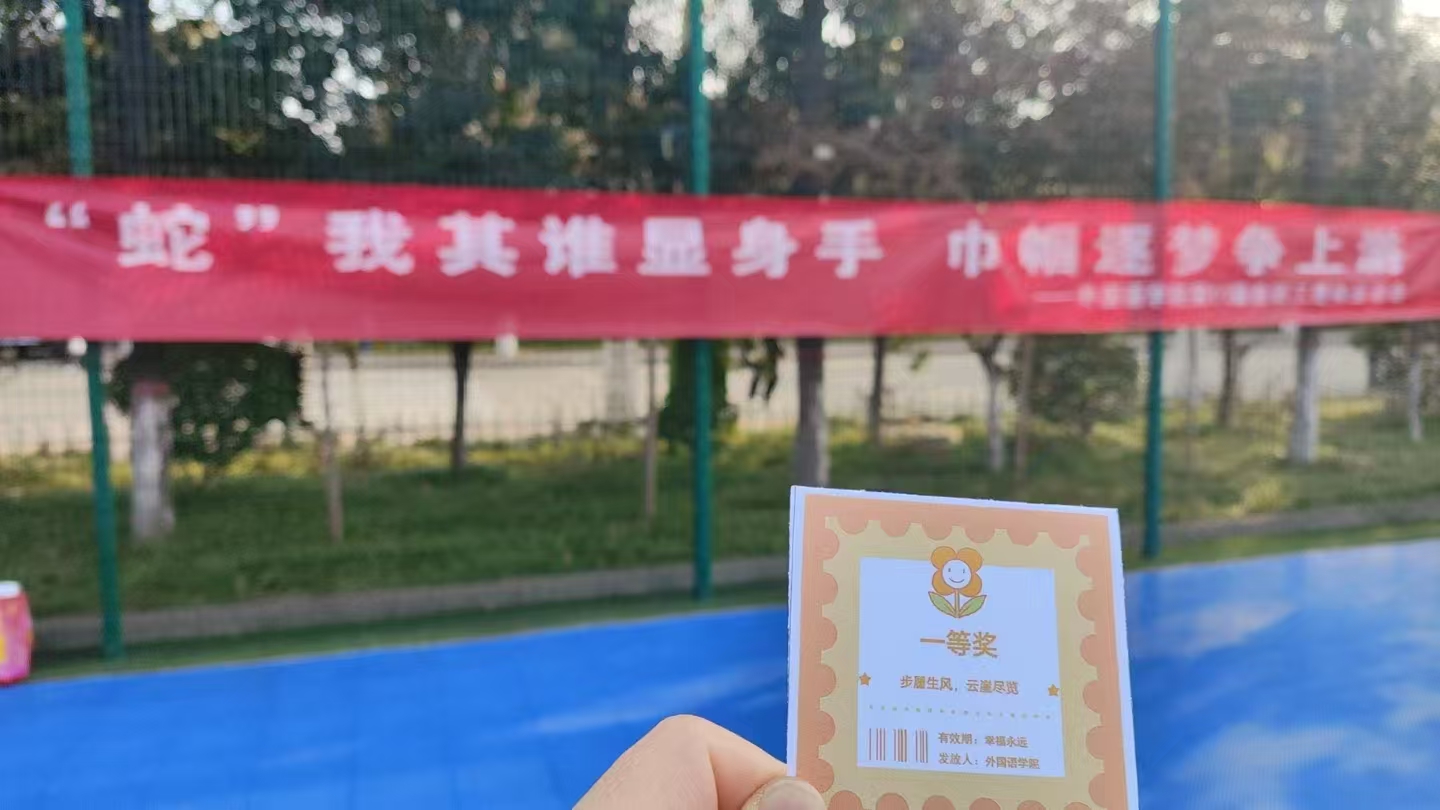 “蛇”我其谁显身手 巾帼逐梦争上游
一等奖
步履生风，云崖尽览
有效期：幸福永远
发放人：外国语学院